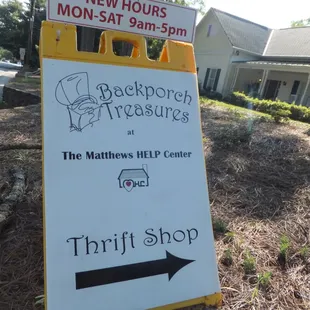 NEW HOURS
MON-SAT 9am-5pm
Backporch
Treasures
at
The Matthews HELP Center
Thrift Shop